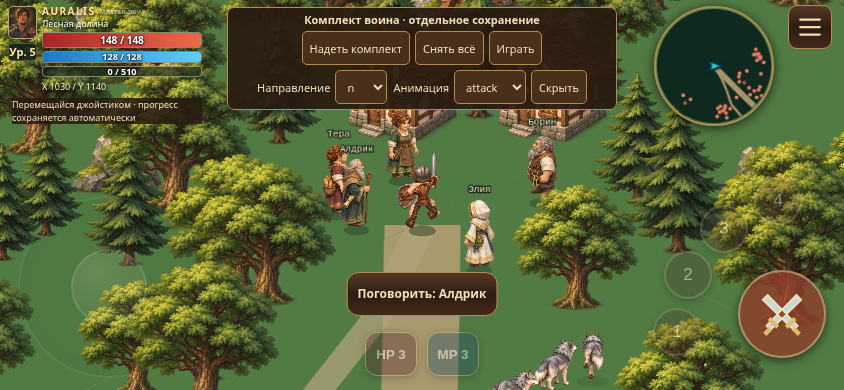 AURALIS MASTER-DEV
Лесная долина
Ур. 5
148 / 148
128 / 128
0 / 510
X 1030 / Y 1140
Перемещайся джойстиком · прогресс
сохраняется автоматически
Комплект воина · отдельное сохранение
Надеть комплект
Снять всё
Играть
Направление
n
Анимация
attack
Скрыть
Тера
Алдрик
Борин
Элия
Поговорить: Алдрик
HP 3
MP 3
4
3
2
1